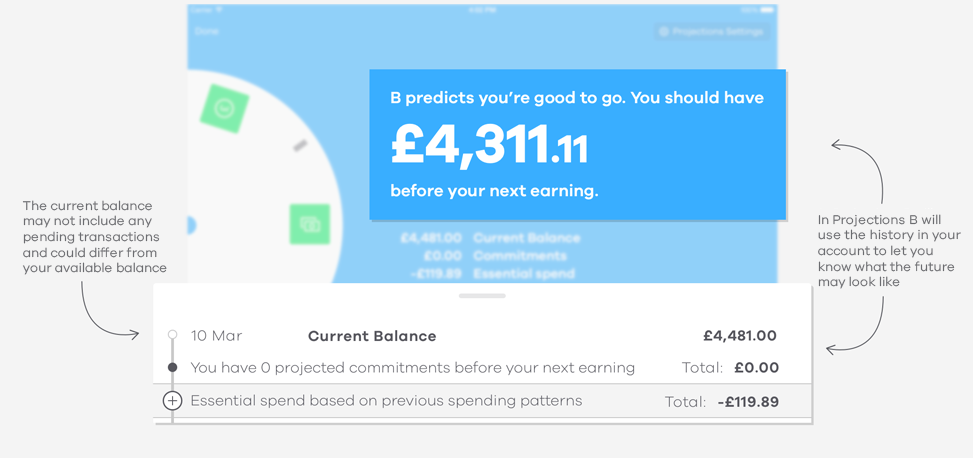 Carrier
4:55 PM
100%
Done
Projections Settings
B predicts you're good to go. You should have
£4,311.11
before your next earning.
£4,481.00 Current Balance
£0.00 Commitments
-£119.89 Essential spend
The current balance
may not include any
pending transactions
and could differ from
your available balance
In Projections B will
use the history in your
account to let you
know what the future
may look like
10 Mar Current Balance £4,481.00
You have 0 projected commitments before your next earning Total: £0.00
Essential spend based on previous spending patterns Total: -£119.89